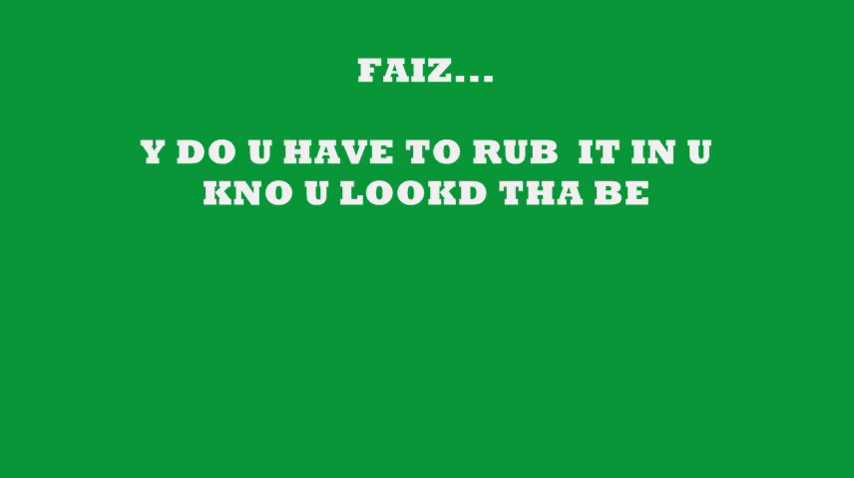 FAIZ...
Y DO U HAVE TO RUB  IT IN U
KNO U LOOKD THA BE